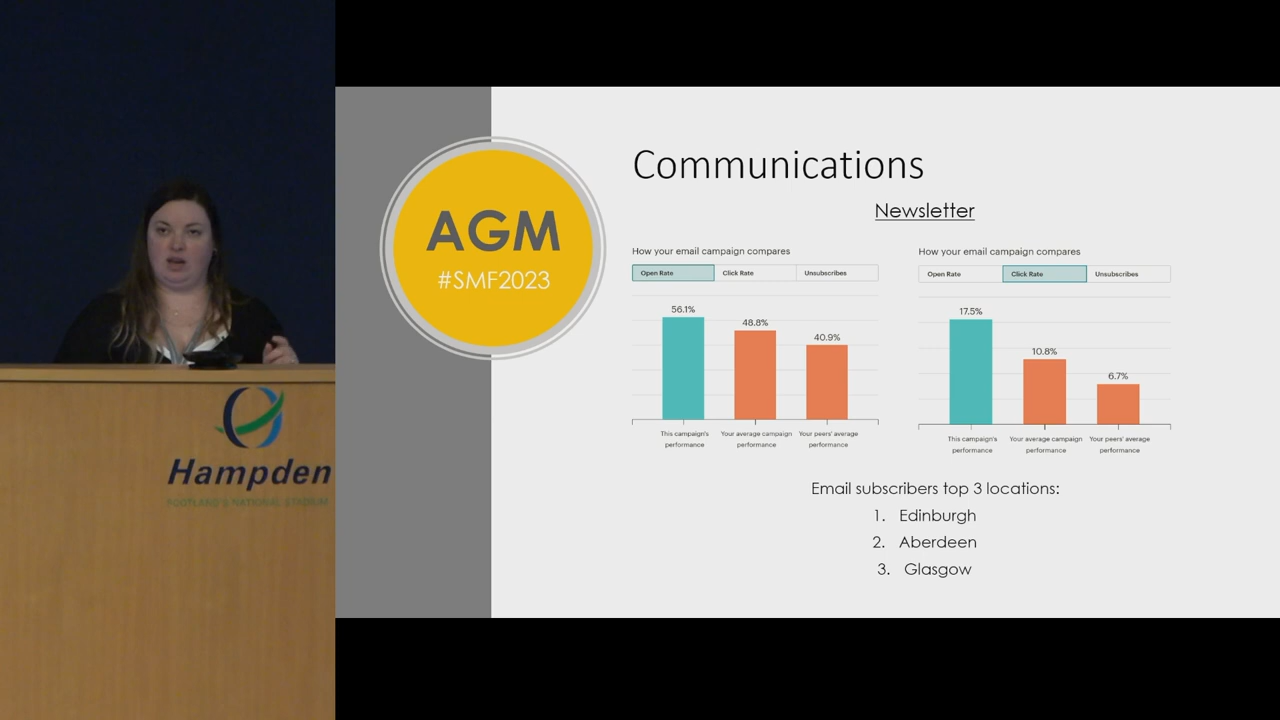 Hampden
SCOTLAND'S NATIONAL STADIUM
AGM
#SMF2023
Communications
Newsletter
How your email campaign compares
Open Rate Click Rate Unsubscribes
56.1%
48.8%
40.9%
This campaign's performance
Your average campaign performance
Your peers' average performance
How your email campaign compares
Open Rate Click Rate Unsubscribes
17.5%
10.8%
6.7%
This campaign's performance
Your average campaign performance
Your peers' average performance
Email subscribers top 3 locations:
1. Edinburgh
2. Aberdeen
3. Glasgow